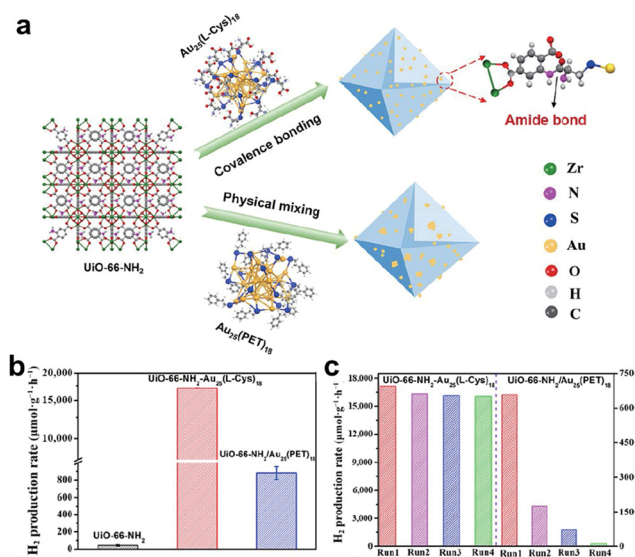 a
Au25(L-Cys)18
Covalence bonding
Amide bond
Physical mixing
UiO-66-NH2
Au25(PET)18
Zr
N
S
Au
O
H
C
b
H2 production rate (μmol·g⁻¹·h⁻¹)
20,000
15,000
10,000
800
600
400
200
0
UiO-66-NH2-Au25(L-Cys)18
UiO-66-NH2/Au25(PET)18
UiO-66-NH2
c
H2 production rate (μmol·g⁻¹·h⁻¹)
18,000
15,000
12,000
9,000
6,000
3,000
0
UiO-66-NH2-Au25(L-Cys)18
UiO-66-NH2/Au25(PET)18
750
600
450
300
150
0
Run1 Run2 Run3 Run4 Run1 Run2 Run3 Run4